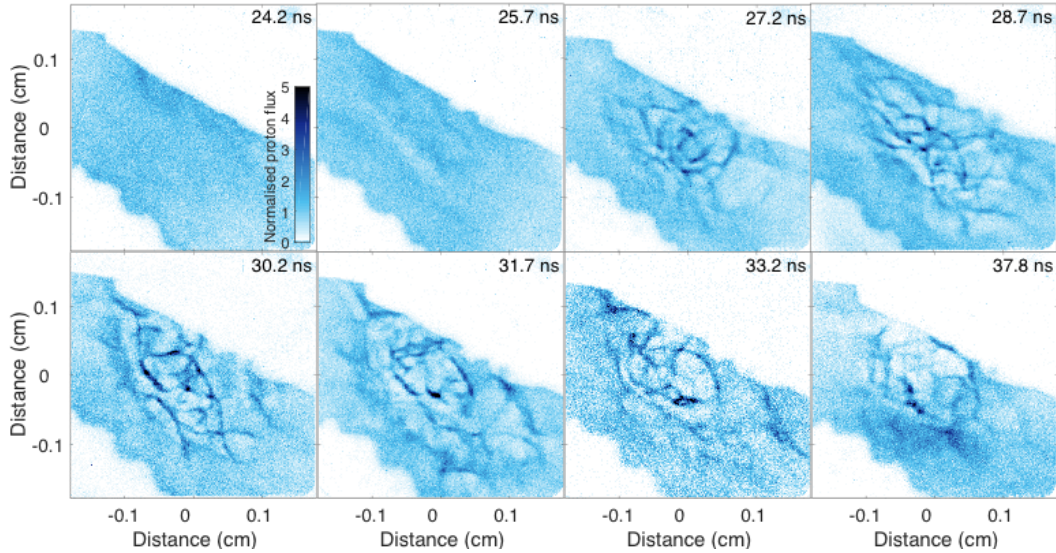 24.2 ns
25.7 ns
27.2 ns
28.7 ns
Distance (cm)
0.1
0
-0.1
Normalised proton flux
5
4
3
2
1
0
30.2 ns
31.7 ns
33.2 ns
37.8 ns
Distance (cm)
0.1
0
-0.1
-0.1 0 0.1
-0.1 0 0.1
-0.1 0 0.1
-0.1 0 0.1
Distance (cm)
Distance (cm)
Distance (cm)
Distance (cm)